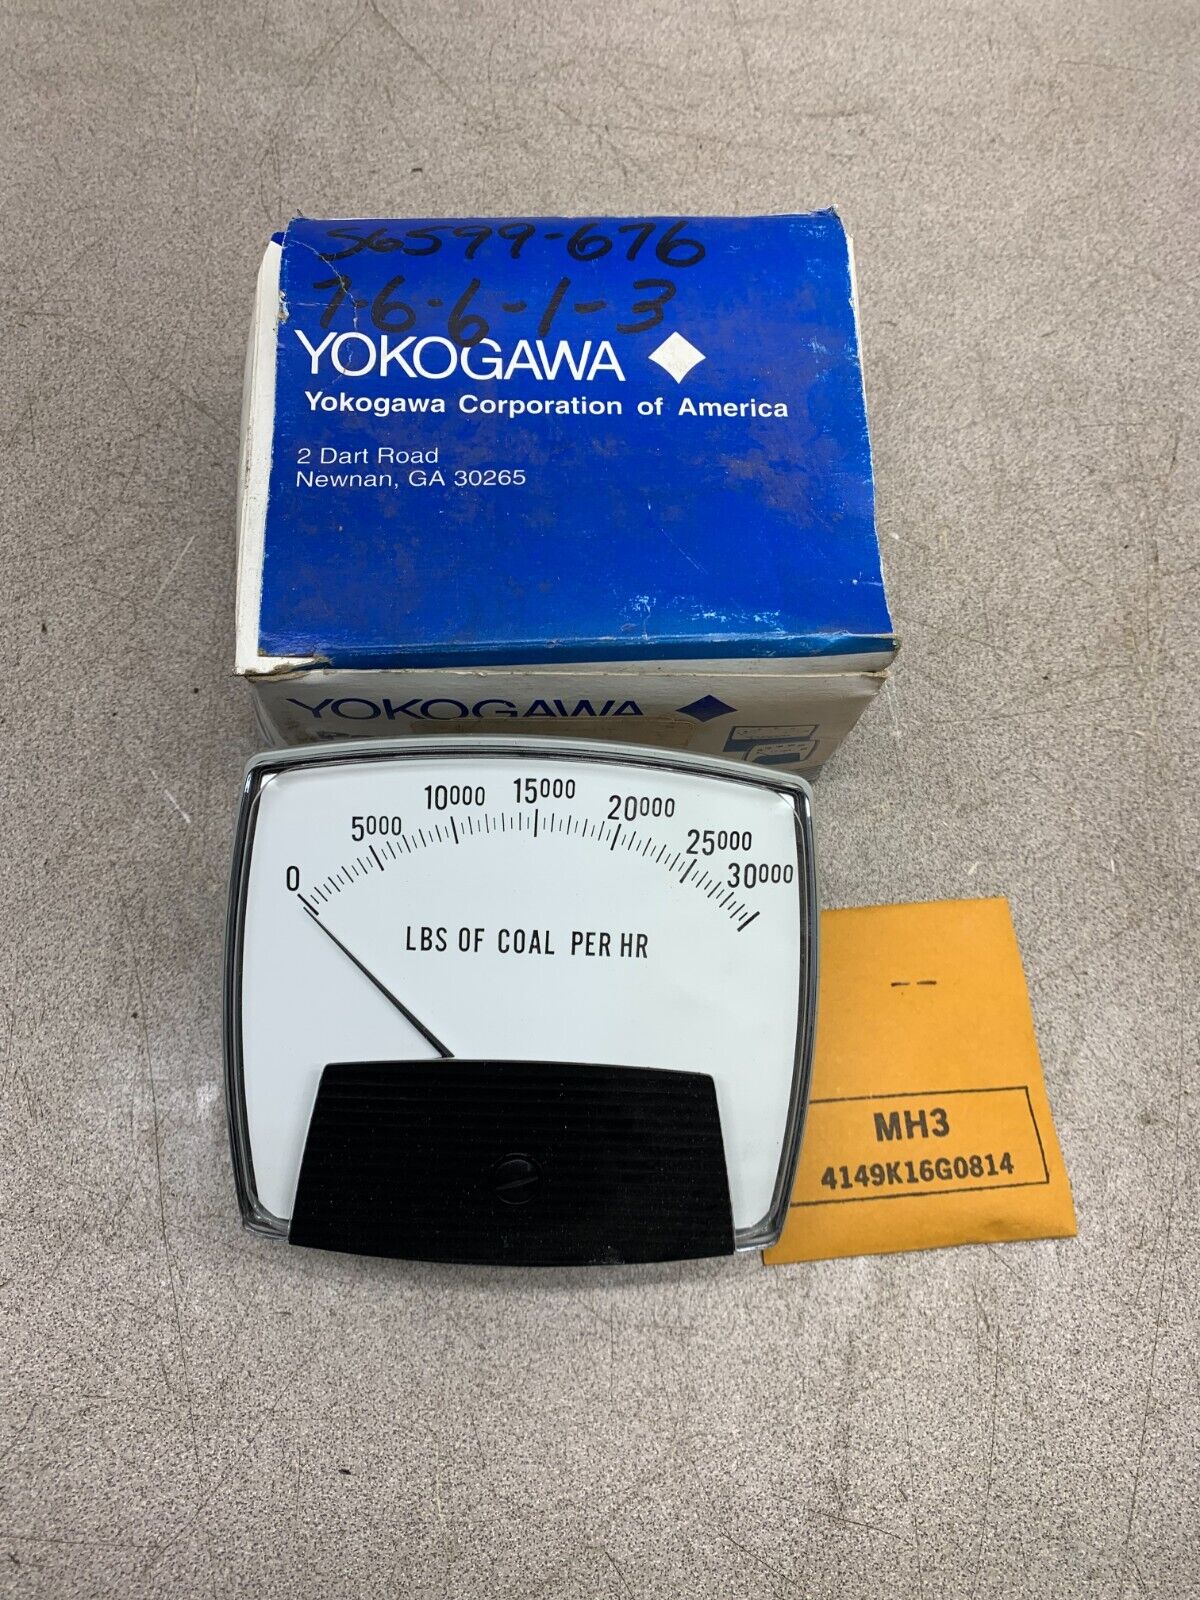 56599-676
7-6-6-1-3
YOKOGAWA
Yokogawa Corporation of America
2 Dart Road
Newnan, GA 30265
YOKOGAWA
0 5000 10000 15000 20000 25000 30000
LBS OF COAL PER HR
--
MH3
4149K16G0814